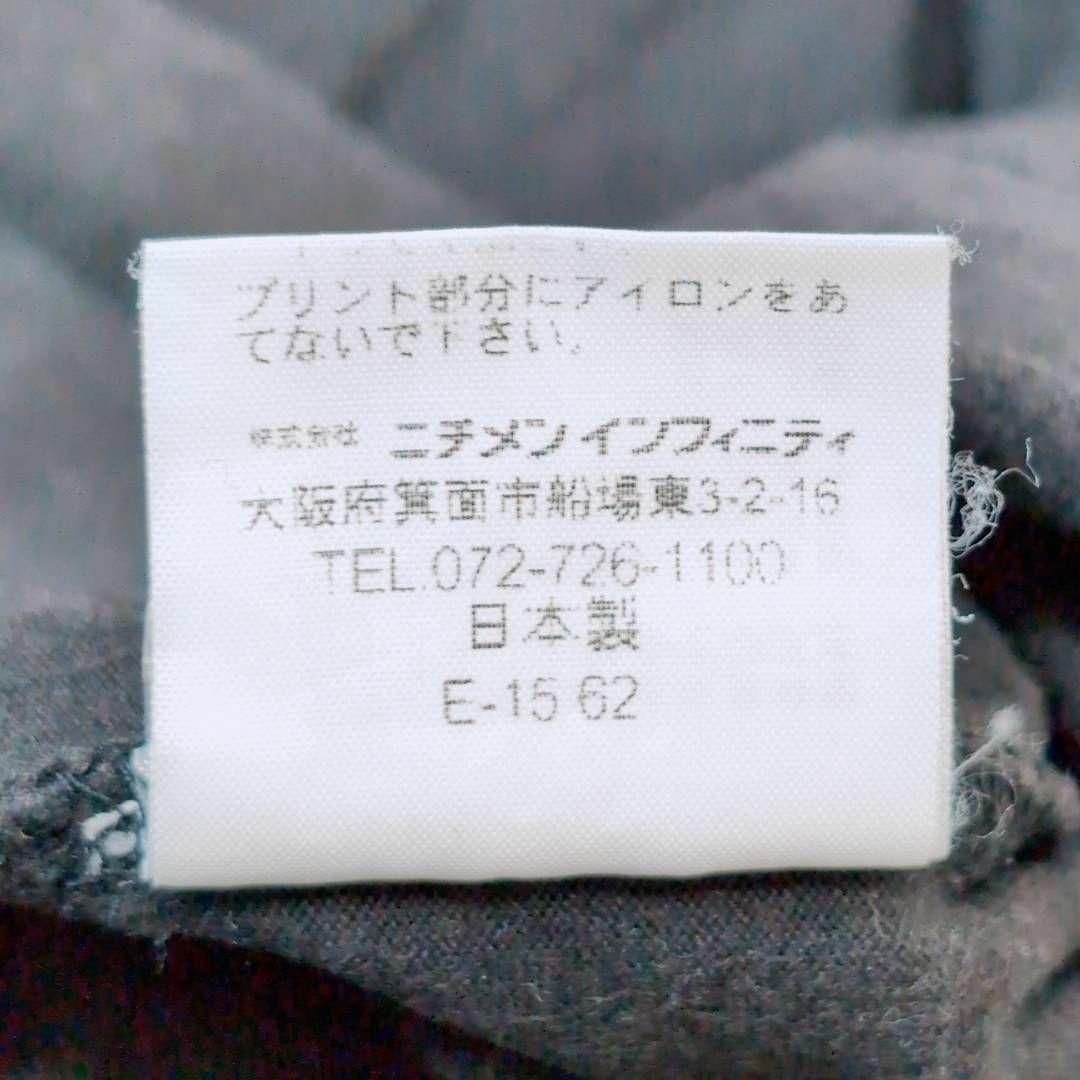 プリント部分にアイロンをあ
てないで下さい。
株式会社 ニチメンインフィニティ
大阪府箕面市船場東3-2-16
TEL.072-726-1100
日本製
E-15 62